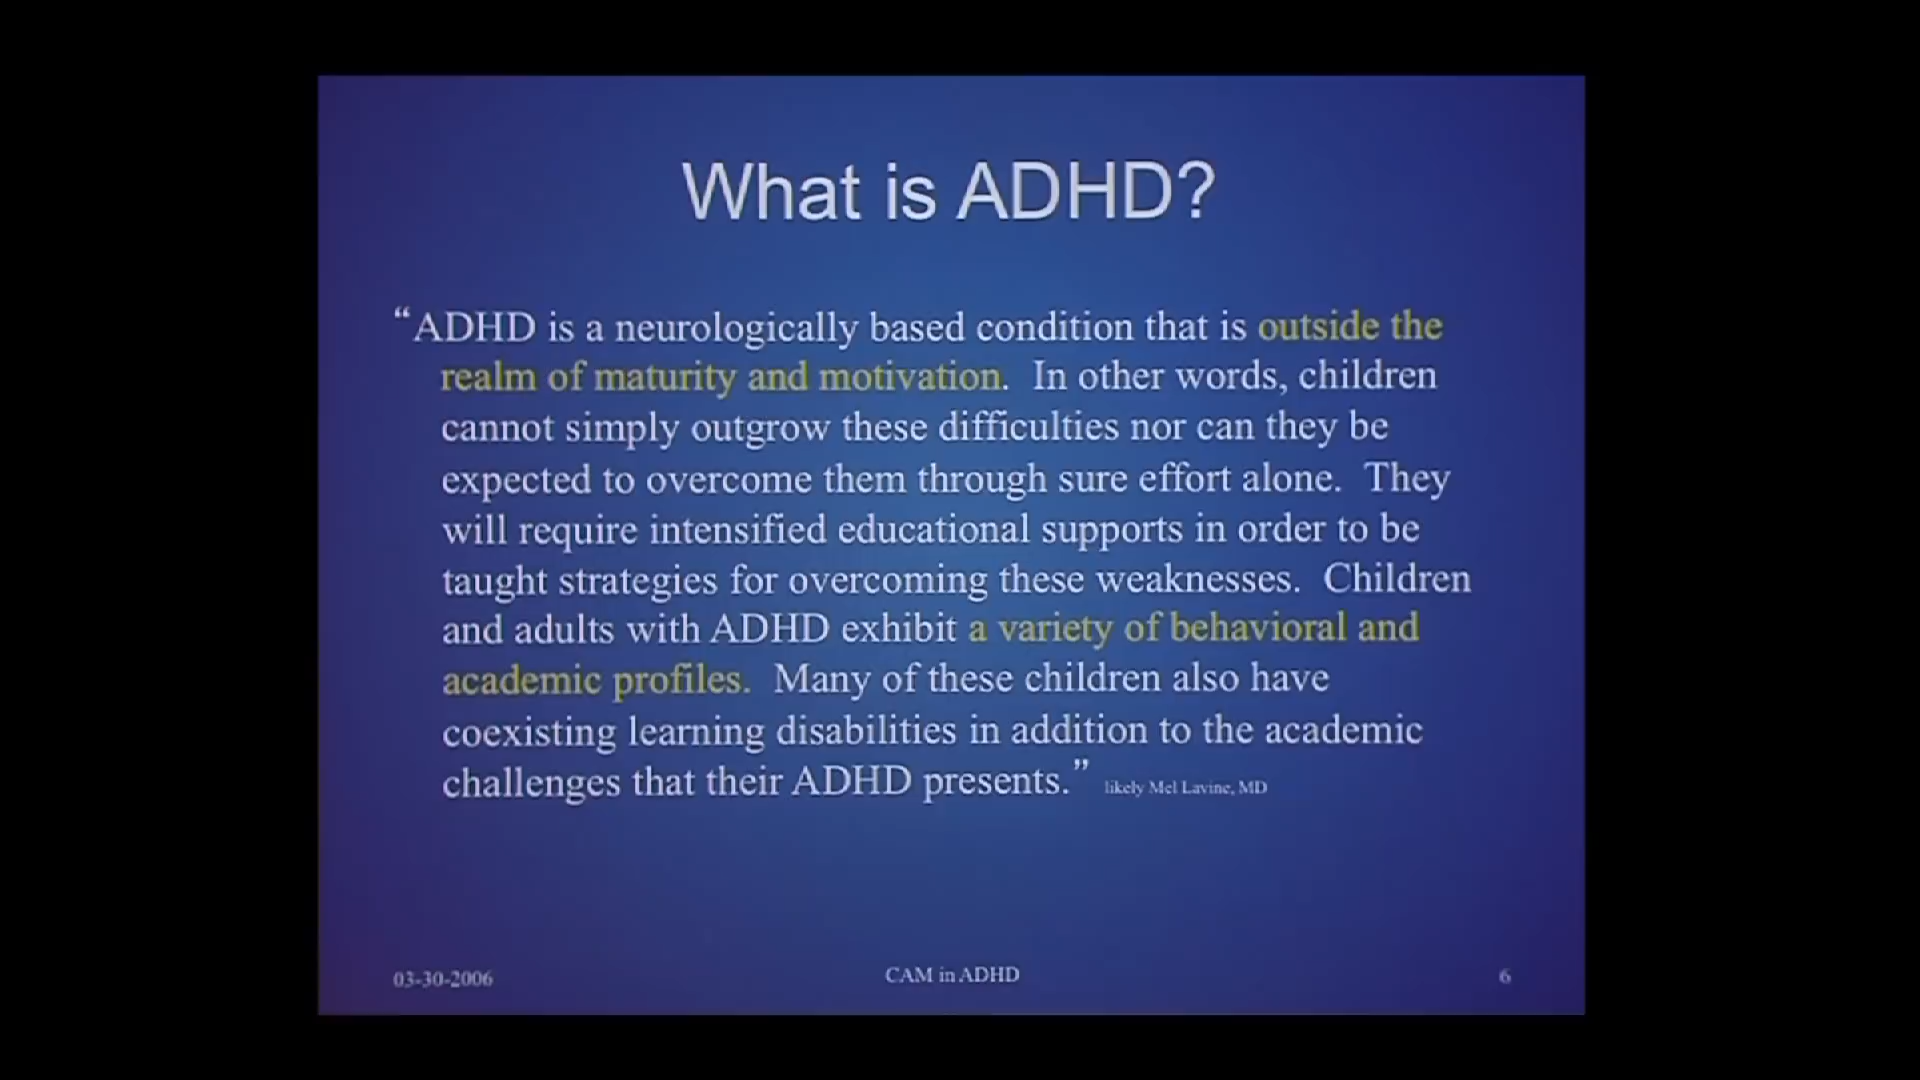 What is ADHD?
“ADHD is a neurologically based condition that is outside the
realm of maturity and motivation. In other words, children
cannot simply outgrow these difficulties nor can they be
expected to overcome them through sure effort alone. They
will require intensified educational supports in order to be
taught strategies for overcoming these weaknesses. Children
and adults with ADHD exhibit a variety of behavioral and
academic profiles. Many of these children also have
coexisting learning disabilities in addition to the academic
challenges that their ADHD presents.” likely Mel Lavine, MD
03-30-2006
CAM in ADHD
6